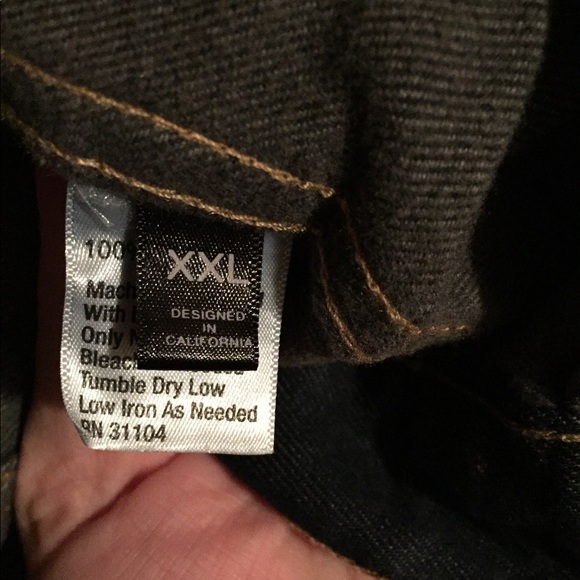 XXL
DESIGNED
IN
CALIFORNIA
100%
Mach
With
Only
Bleach
Tumble Dry Low
Low Iron As Needed
RN 31104